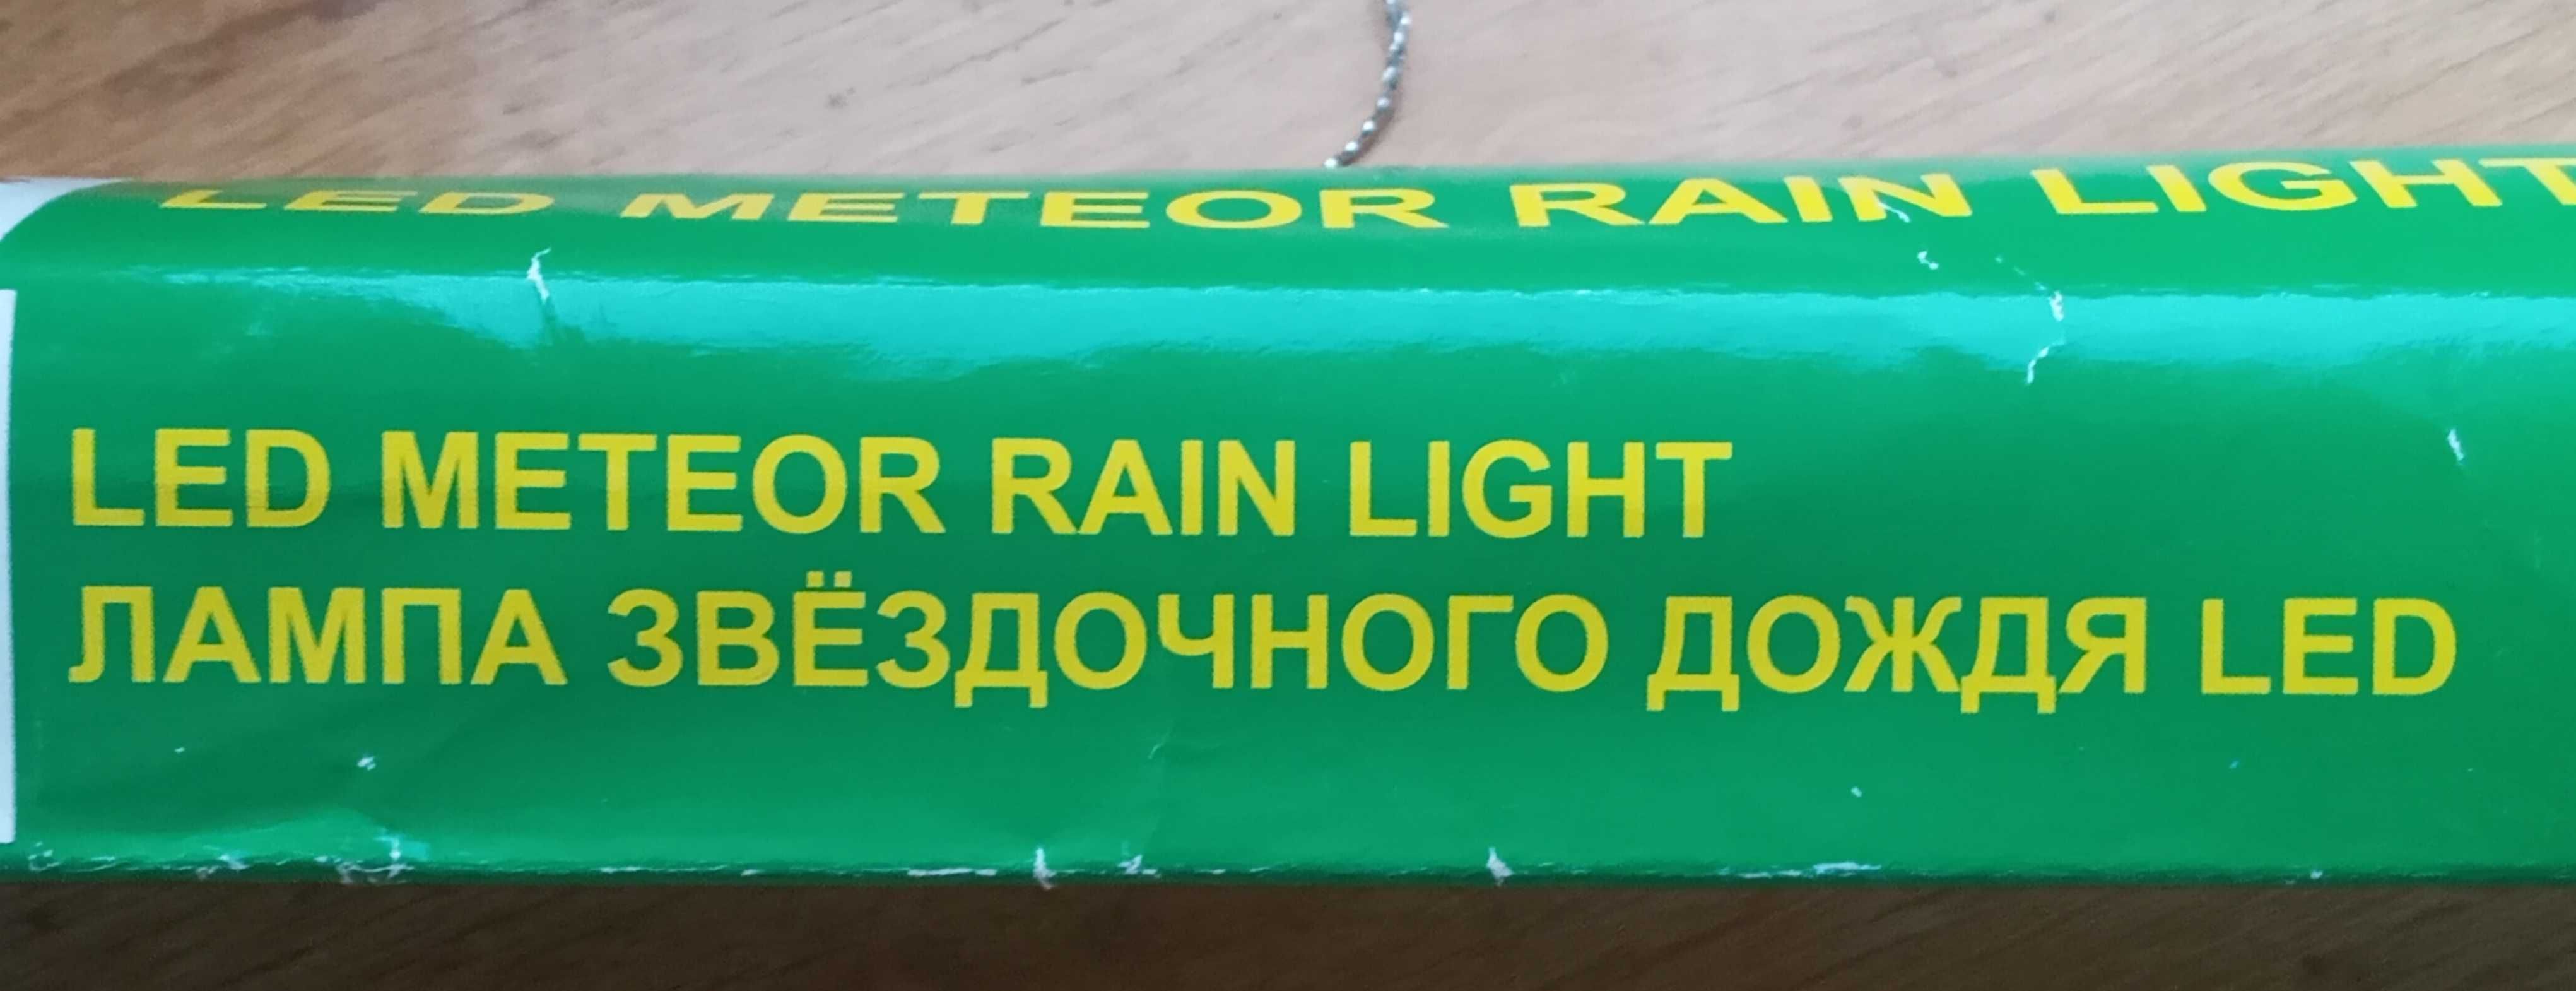 LED METEOR RAIN LIGHT
LED METEOR RAIN LIGHT
ЛАМПА ЗВЁЗДОЧНОГО ДОЖДЯ LED